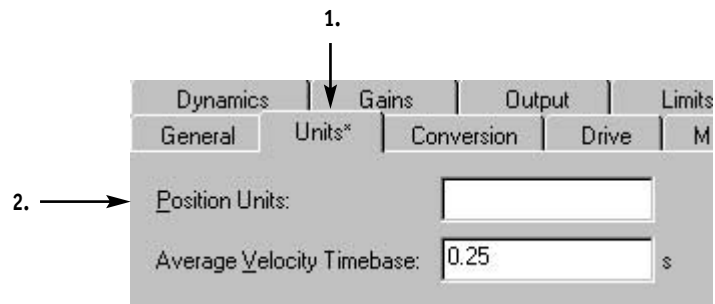 1.
Dynamics Gains Output Limits
General Units* Conversion Drive M
2. Position Units:
Average Velocity Timebase: 0.25 s